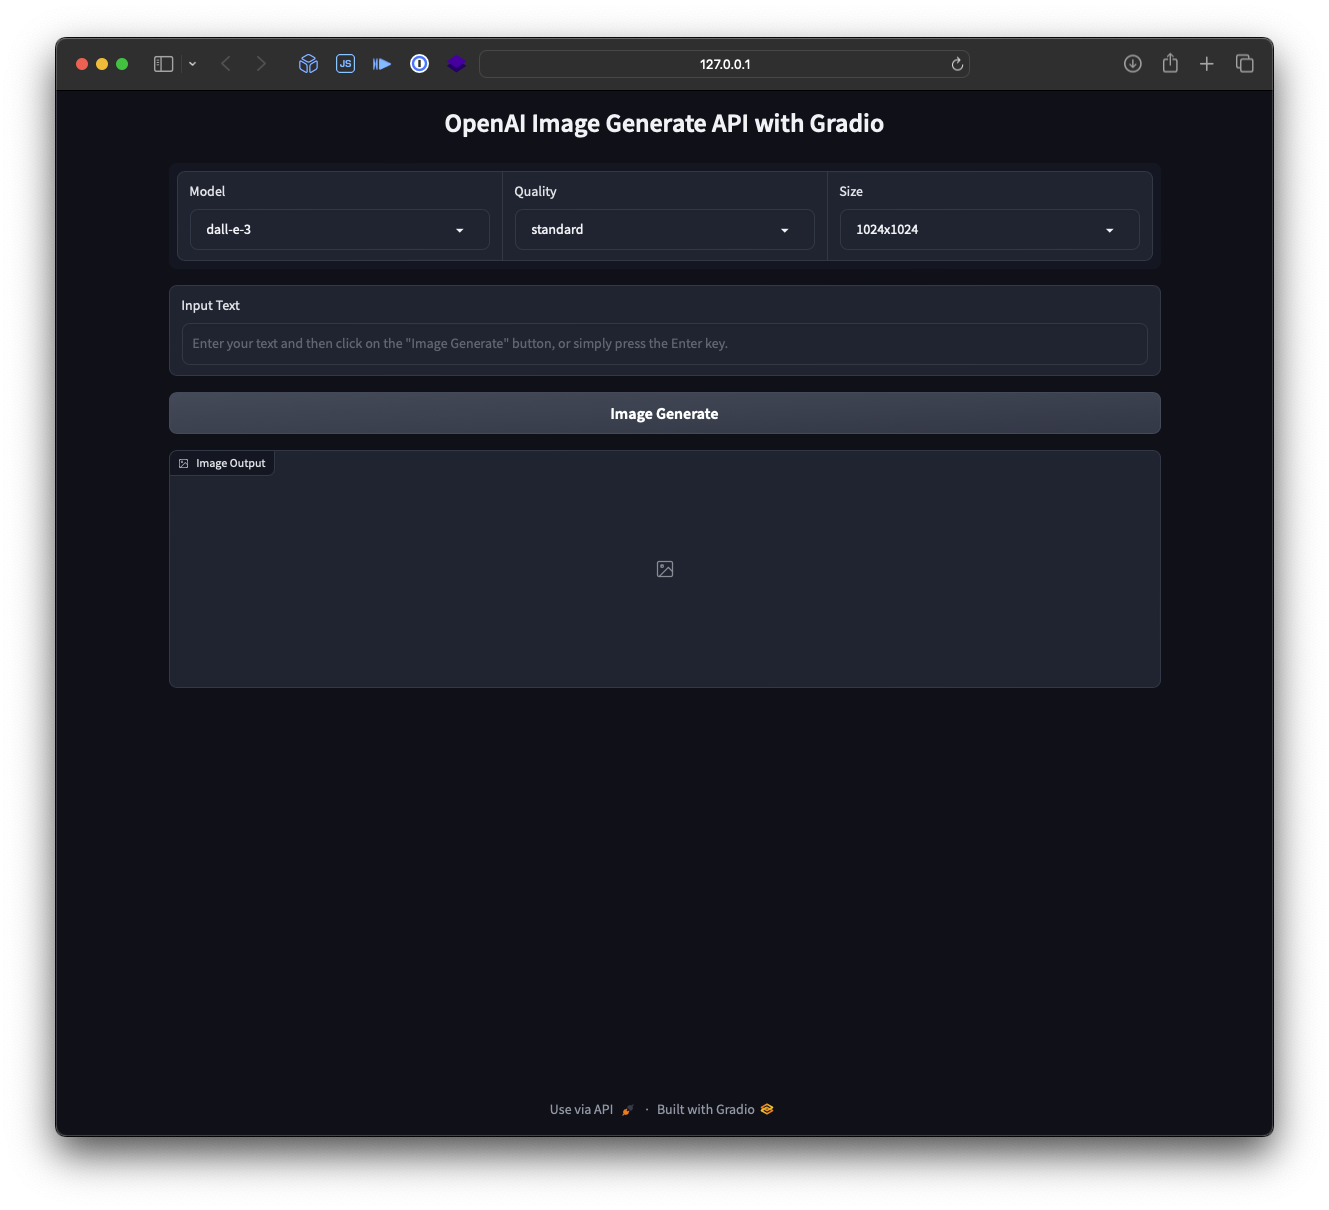 JS
127.0.0.1
OpenAI Image Generate API with Gradio
Model
Quality
Size
dall-e-3
standard
1024x1024
Input Text
Enter your text and then click on the "Image Generate" button, or simply press the Enter key.
Image Generate
Image Output
Use via API · Built with Gradio